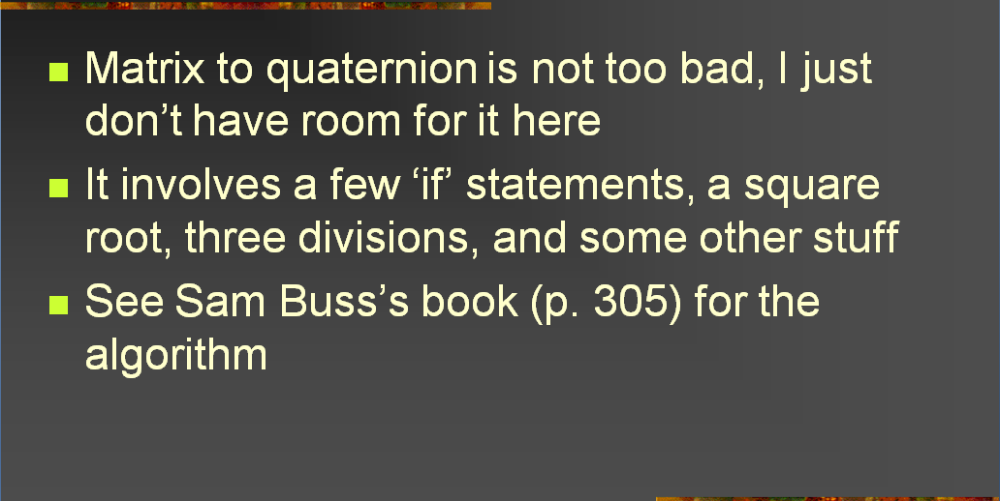 Matrix to quaternion is not too bad, I just
don’t have room for it here
It involves a few ‘if’ statements, a square
root, three divisions, and some other stuff
See Sam Buss’s book (p. 305) for the
algorithm